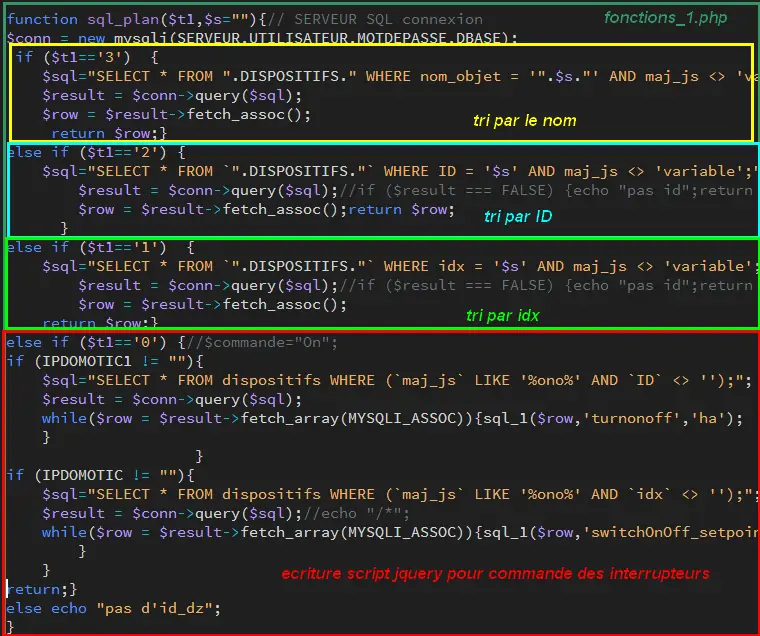 function sql_plan($t1,$s=""){// SERVEUR SQL connexion
fonctions_1.php
$conn = new mysqli(SERVEUR,UTILISATEUR,MOTDEPASSE,DBASE);
if ($t1=='3')  {
$sql="SELECT * FROM ".DISPOSITIFS." WHERE nom_objet = '".$s."' AND maj_js <> 'va
$result = $conn->query($sql);
$row = $result->fetch_assoc();
tri par le nom
return $row;}
else if ($t1=='2') {
$sql="SELECT * FROM `".DISPOSITIFS."` WHERE ID = '$s' AND maj_js <> 'variable';"
$result = $conn->query($sql);//if ($result === FALSE) {echo "pas id";return
$row = $result->fetch_assoc();return $row;
tri par ID
}
else if ($t1=='1')  {
$sql="SELECT * FROM `".DISPOSITIFS."` WHERE idx = '$s' AND maj_js <> 'variable';
$result = $conn->query($sql);//if ($result === FALSE) {echo "pas id";return
$row = $result->fetch_assoc();
tri par idx
return $row;}
else if ($t1=='0') {//$commande="On";
if (IPDOMOTIC1 != ""){
$sql="SELECT * FROM dispositifs WHERE (`maj_js` LIKE '%ono%' AND `ID` <> '');";
$result = $conn->query($sql);
while($row = $result->fetch_array(MYSQLI_ASSOC)){sql_1($row,'turnonoff','ha');
}
}
if (IPDOMOTIC != ""){
$sql="SELECT * FROM dispositifs WHERE (`maj_js` LIKE '%ono%' AND `idx` <> '');";
$result = $conn->query($sql);//echo "/*";
while($row = $result->fetch_array(MYSQLI_ASSOC)){sql_1($row,'switchOnOff_setpoin
}
}
ecriture script jquery pour commande des interrupteurs
return;}
else echo "pas d'id_dz";
}